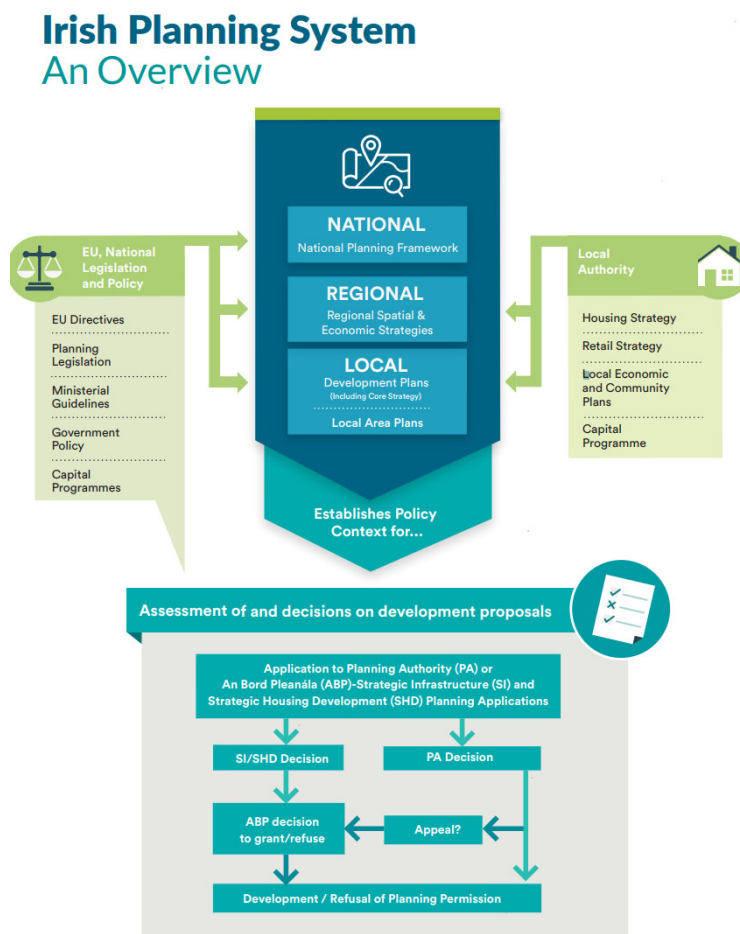 Irish Planning System
An Overview
NATIONAL
National Planning Framework
EU, National
Legislation
and Policy
EU Directives
Planning
Legislation
Ministerial
Guidelines
Government
Policy
Capital
Programmes
REGIONAL
Regional Spatial &
Economic Strategies
LOCAL
Development Plans
(Including Core Strategy)
Local Area Plans
Local
Authority
Housing Strategy
Retail Strategy
Local Economic
and Community
Plans
Capital
Programme
Establishes Policy
Context for...
Assessment of and decisions on development proposals
Application to Planning Authority (PA) or
An Bord Pleanála (ABP)-Strategic Infrastructure (SI) and
Strategic Housing Development (SHD) Planning Applications
SI/SHD Decision
PA Decision
ABP decision
to grant/refuse
Appeal?
Development / Refusal of Planning Permission